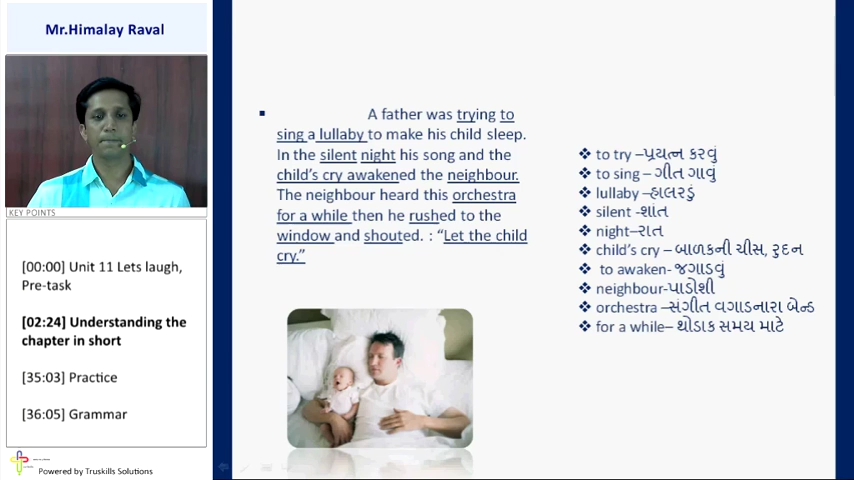 Mr.Himalay Raval
KEY POINTS
[00:00] Unit 11 Lets laugh,
Pre-task
[02:24] Understanding the
chapter in short
[35:03] Practice
[36:05] Grammar
Powered by Truskills Solutions
A father was trying to
sing a lullaby to make his child sleep.
In the silent night his song and the
child's cry awakened the neighbour.
The neighbour heard this orchestra
for a while then he rushed to the
window and shouted. : “Let the child
cry.”
❖ to try –પ્રયત્ન કરવું
❖ to sing – ગીત ગાવું
❖ lullaby –હાલરડું
❖ silent -શાંત
❖ night–રાત
❖ child's cry – બાળકની ચીસ, રુદન
❖ to awaken- જગાડવું
❖ neighbour-પાડોશી
❖ orchestra –સંગીત વગાડનારા બેન્ડ
❖ for a while– થોડાક સમય માટે